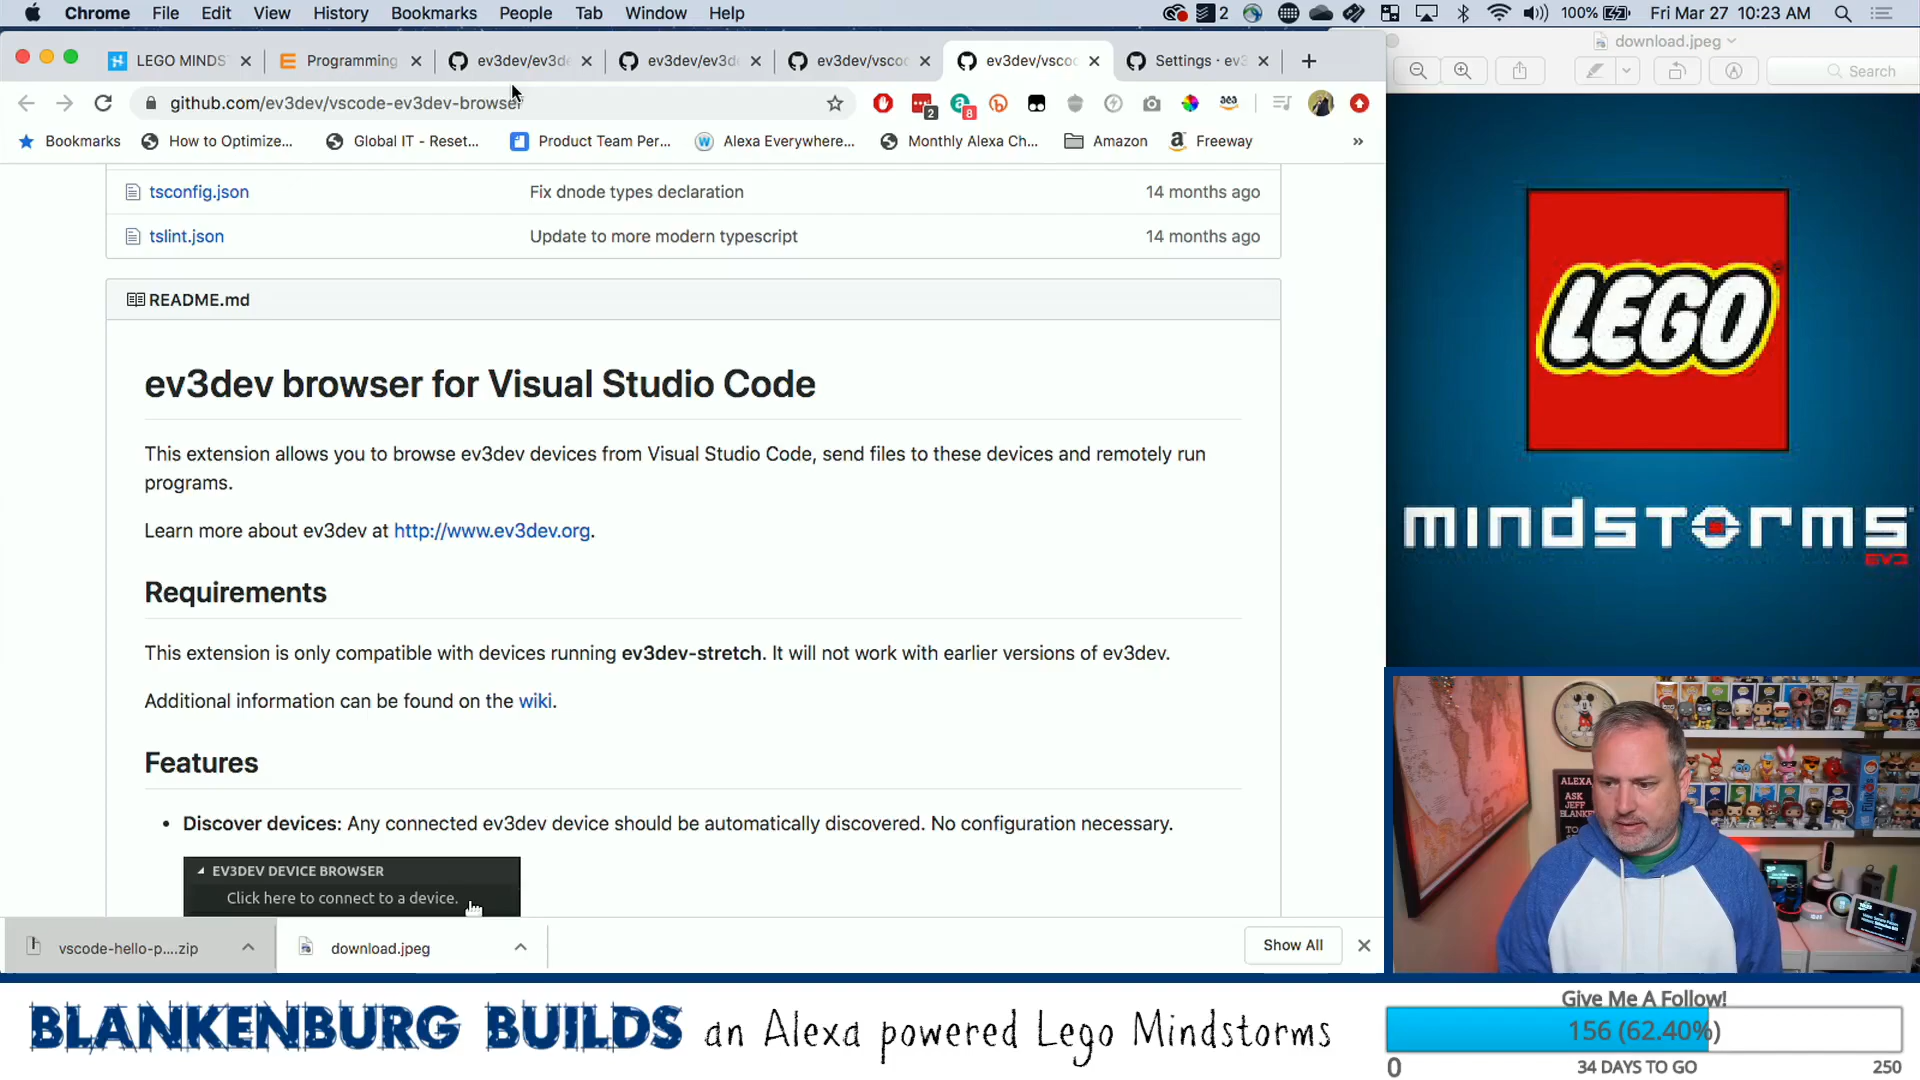 Chrome File Edit View History Bookmarks People Tab Window Help 2 100% Fri Mar 27 10:23 AM
LEGO MINDS Programming ev3dev/ev3d ev3dev/ev3d ev3dev/vsco ev3dev/vsco Settings · ev3
download.jpeg
Search
github.com/ev3dev/vscode-ev3dev-browser
2 8
Bookmarks How to Optimize... Global IT - Reset... Product Team Per... Alexa Everywhere... Monthly Alexa Ch... Amazon Freeway »
tsconfig.json Fix dnode types declaration 14 months ago
tslint.json Update to more modern typescript 14 months ago
README.md
ev3dev browser for Visual Studio Code
This extension allows you to browse ev3dev devices from Visual Studio Code, send files to these devices and remotely run
programs.
Learn more about ev3dev at http://www.ev3dev.org.
Requirements
This extension is only compatible with devices running ev3dev-stretch. It will not work with earlier versions of ev3dev.
Additional information can be found on the wiki.
Features
• Discover devices: Any connected ev3dev device should be automatically discovered. No configuration necessary.
EV3DEV DEVICE BROWSER
Click here to connect to a device.
vscode-hello-p....zip download.jpeg Show All
LEGO
mindstorms
EV3
ALEXA,
ASK
JEFF
BLANKEN
TO
BLANKENBURG BUILDS an Alexa powered Lego Mindstorms
Give Me A Follow!
156 (62.40%)
0 34 DAYS TO GO 250